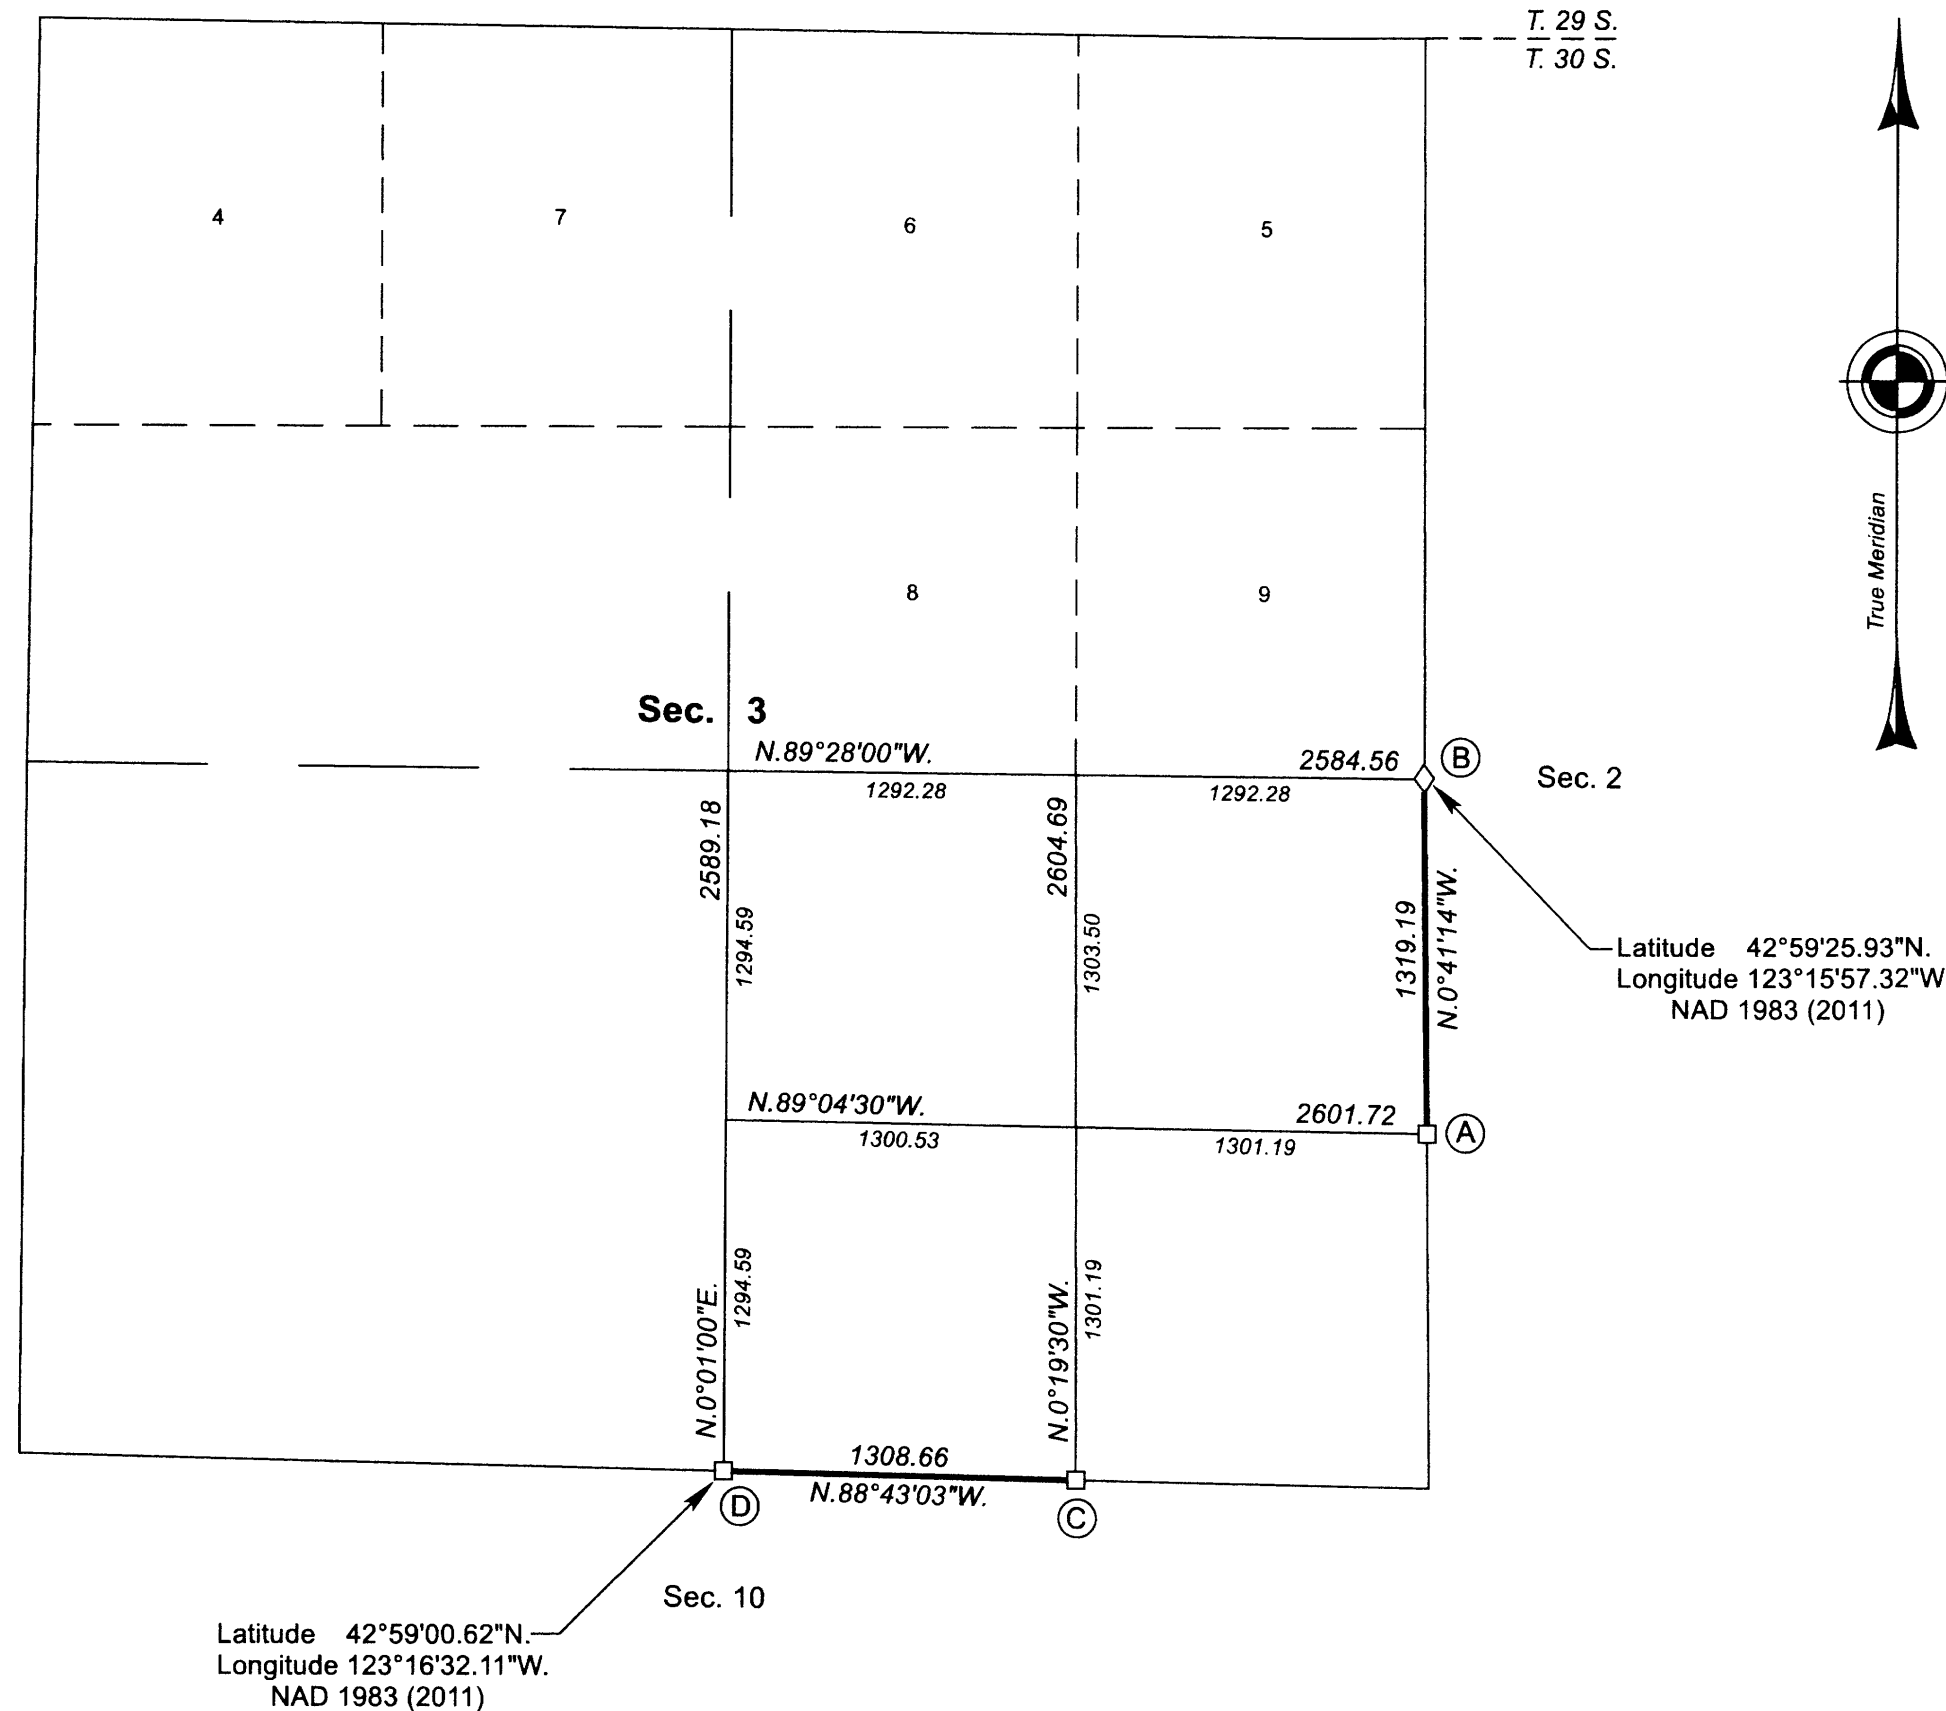 T. 29 S.
T. 30 S.
4
7
6
5
8
9
True Meridian
Sec. 3
N.89°28'00"W.
2584.56
B
1292.28
1292.28
Sec. 2
2589.18
1294.59
2604.69
1303.50
1319.19
N.0°41'14"W.
Latitude 42°59'25.93"N.
Longitude 123°15'57.32"W
NAD 1983 (2011)
N.89°04'30"W.
2601.72
A
1300.53
1301.19
N.0°01'00"E.
1294.59
N.0°19'30"W.
1301.19
1308.66
N.88°43'03"W.
D
C
Sec. 10
Latitude 42°59'00.62"N.
Longitude 123°16'32.11"W.
NAD 1983 (2011)